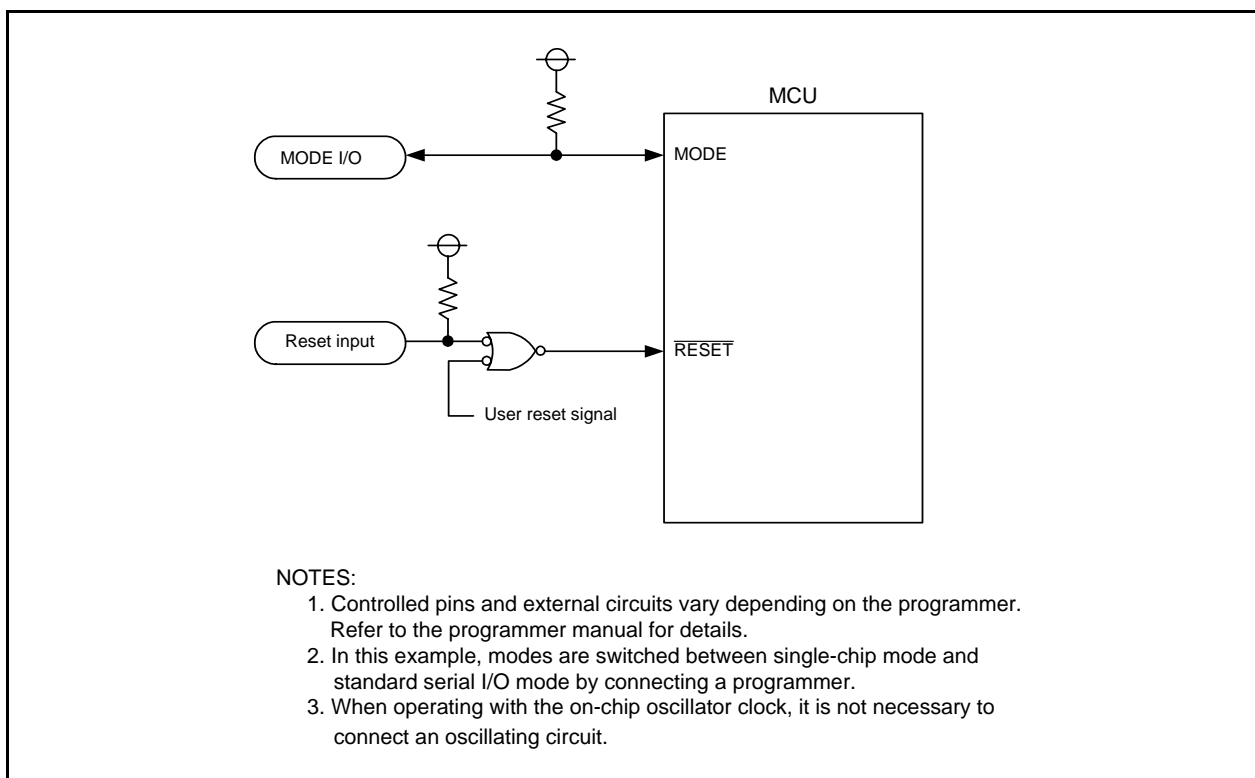 MCU
MODE I/O
MODE
Reset input
RESET
User reset signal
NOTES:
1. Controlled pins and external circuits vary depending on the programmer.
Refer to the programmer manual for details.
2. In this example, modes are switched between single-chip mode and
standard serial I/O mode by connecting a programmer.
3. When operating with the on-chip oscillator clock, it is not necessary to
connect an oscillating circuit.